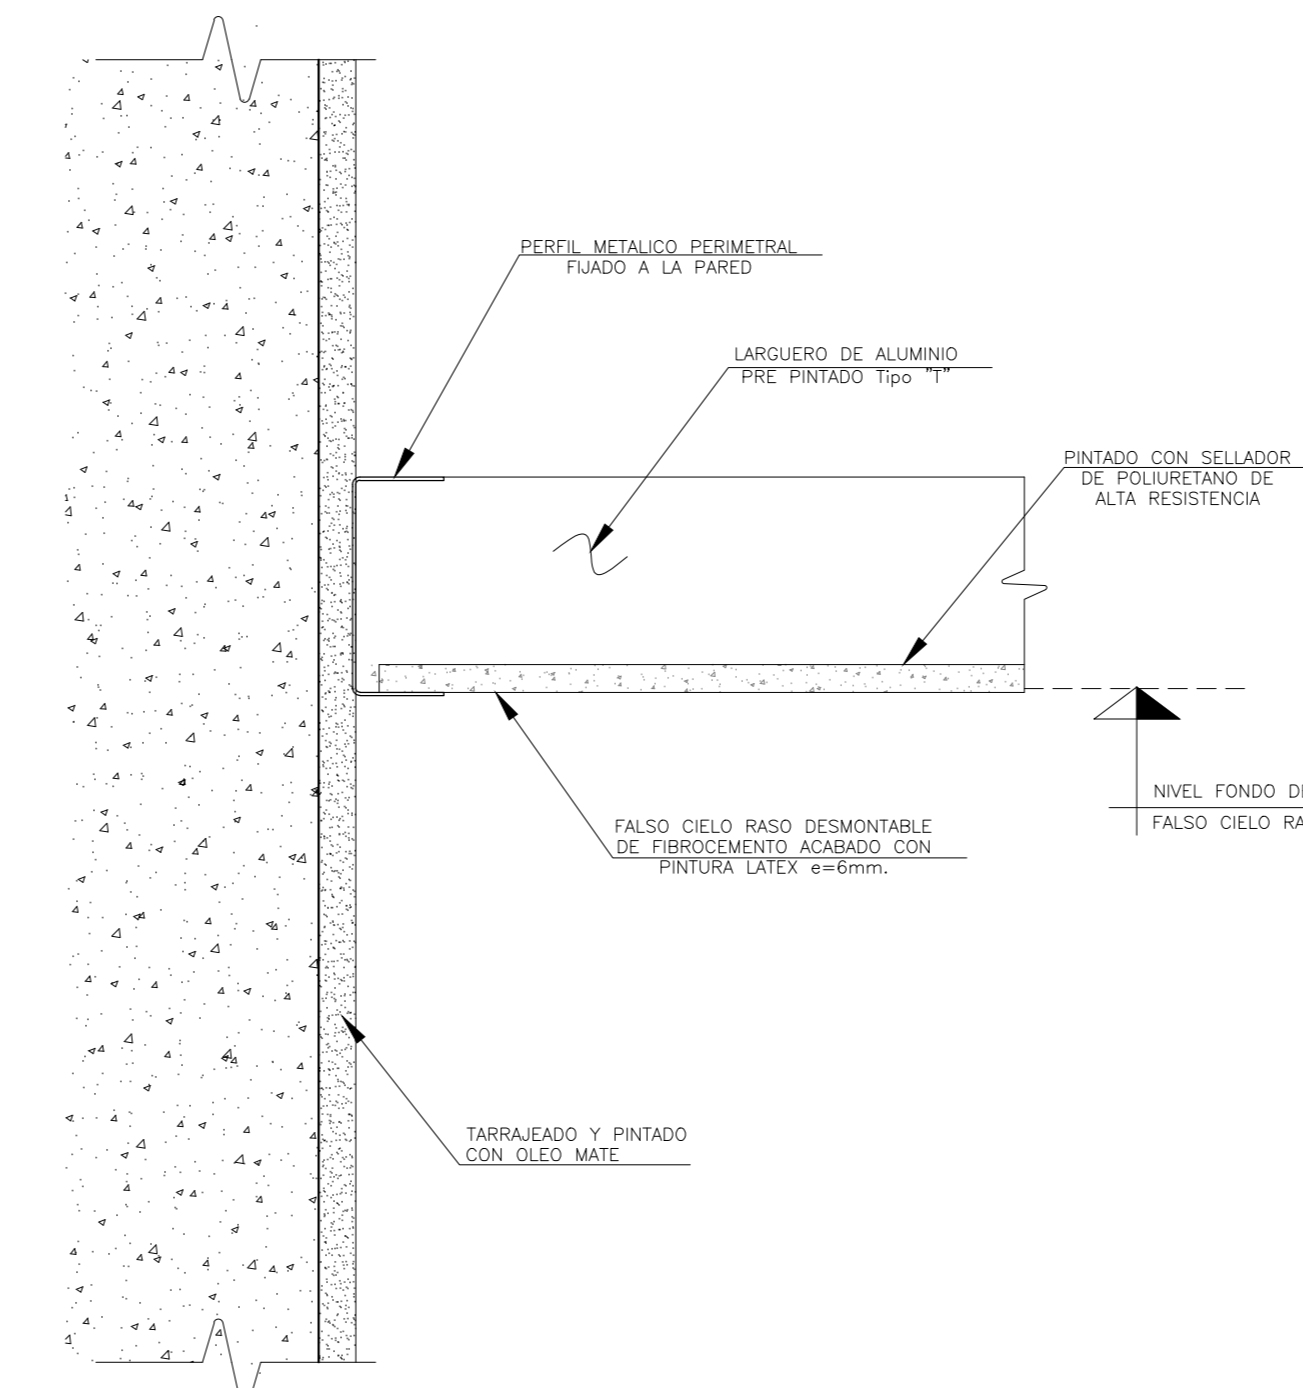 PERFIL METALICO PERIMETRAL
FIJADO A LA PARED
LARGUERO DE ALUMINIO
PRE PINTADO Tipo "T"
PINTADO CON SELLADOR
DE POLIURETANO DE
ALTA RESISTENCIA
NIVEL FONDO
FALSO CIELO
FALSO CIELO RASO DESMONTABLE
DE FIBROCEMENTO ACABADO CON
PINTURA LATEX e=6mm.
TARRAJEADO Y PINTADO
CON OLEO MATE